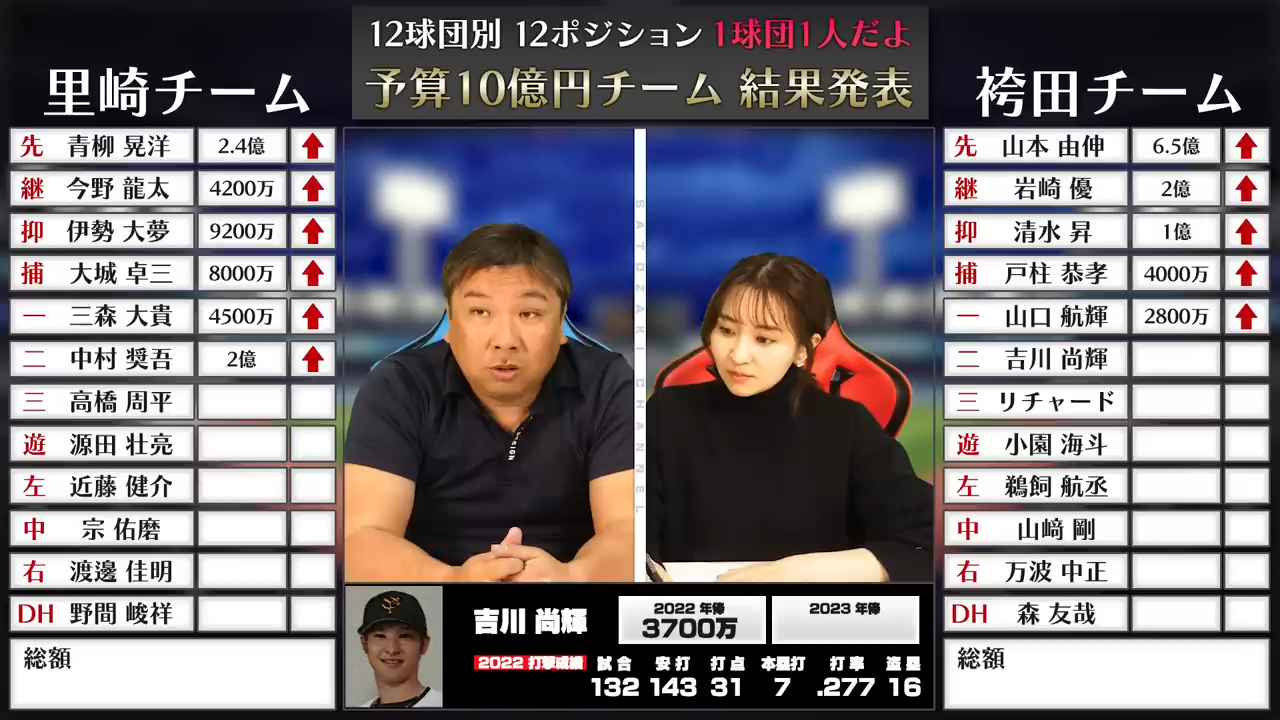 12球団別 12ポジション 1球団1人だよ
予算10億円チーム 結果発表
里崎チーム
先 青柳 晃洋 2.4億
継 今野 龍太 4200万
抑 伊勢 大夢 9200万
捕 大城 卓三 8000万
一 三森 大貴 4500万
二 中村 奨吾 2億
三 高橋 周平
遊 源田 壮亮
左 近藤 健介
中 宗 佑磨
右 渡邊 佳明
DH 野間 峻祥
総額
袴田チーム
先 山本 由伸 6.5億
継 岩崎 優 2億
抑 清水 昇 1億
捕 戸柱 恭孝 4000万
一 山口 航輝 2800万
二 吉川 尚輝
三 リチャード
遊 小園 海斗
左 鵜飼 航丞
中 山﨑 剛
右 万波 中正
DH 森 友哉
総額
SATOZAKI CHANNEL
吉川 尚輝
2022 年俸
3700万
2023 年俸
2022 打撃成績 試合 安打 打点 本塁打 打率 盗塁
132 143 31 7 .277 16